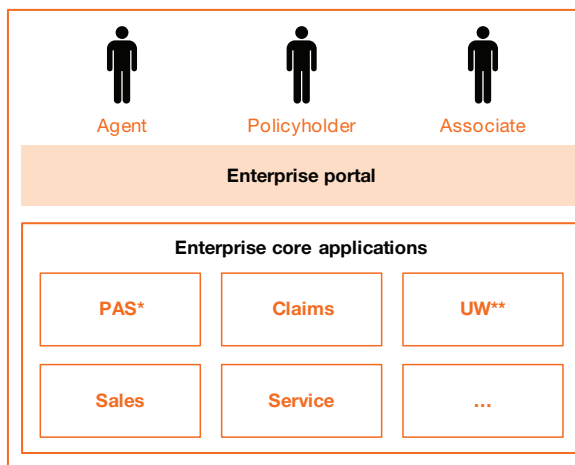 Agent Policyholder Associate
Enterprise portal
Enterprise core applications
PAS* Claims UW**
Sales Service ...